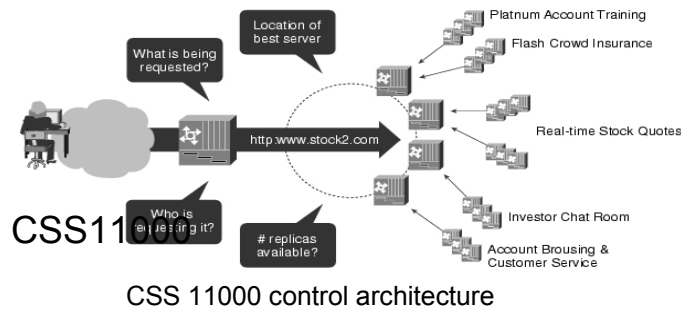 Location of
best server
Platnum Account Training
Flash Crowd Insurance
What is being
requested?
http:www.stock2.com
Real-time Stock Quotes
Who is
requesting it?
CSS11000
# replicas
available?
Investor Chat Room
Account Brousing &
Customer Service
CSS 11000 control architecture